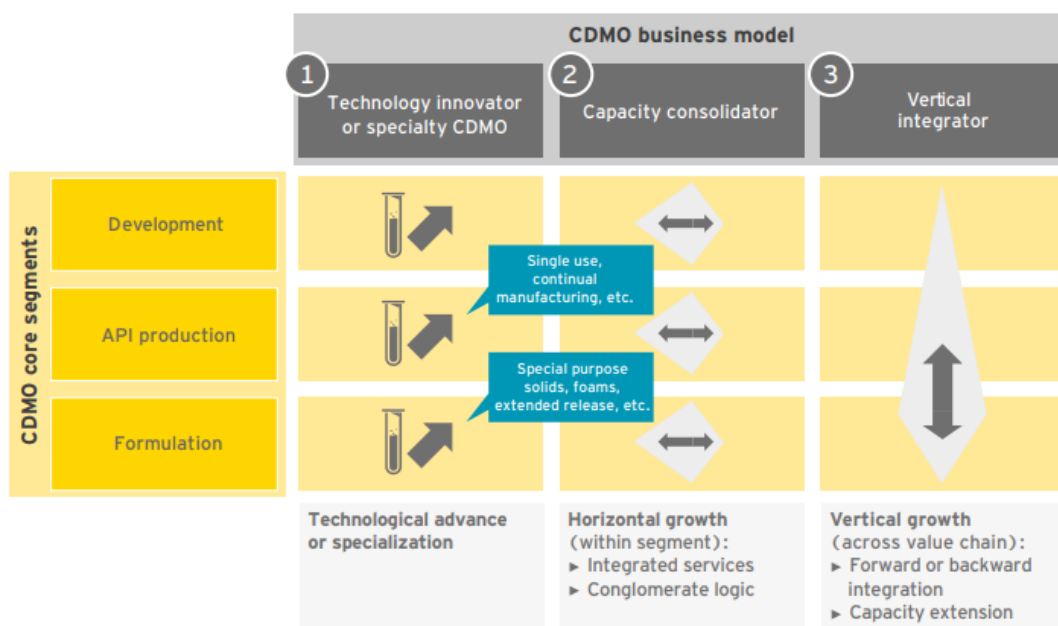 CDMO business model
1
Technology innovator
or specialty CDMO
2
Capacity consolidator
3
Vertical
integrator
CDMO core segments
Development
Single use,
continual
manufacturing, etc.
API production
Special purpose
solids, foams,
extended release, etc.
Formulation
Technological advance
or specialization
Horizontal growth
(within segment):
► Integrated services
► Conglomerate logic
Vertical growth
(across value chain):
► Forward or backward
integration
► Capacity extension